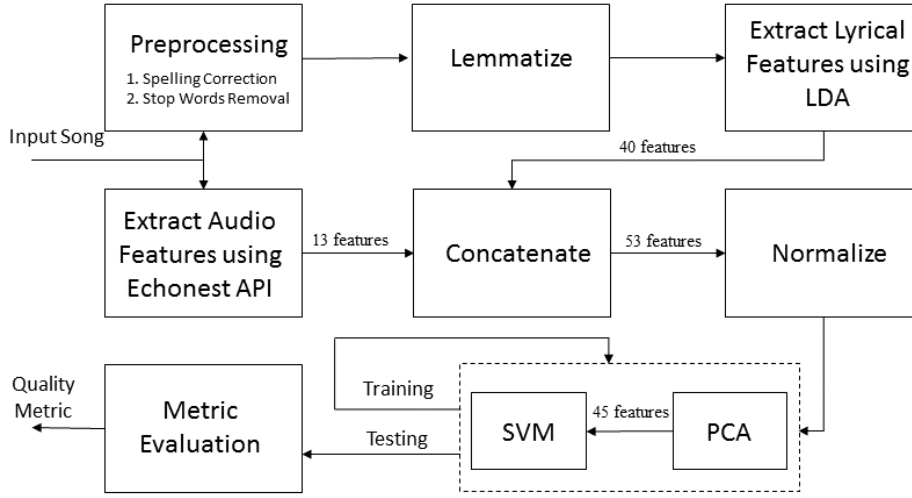 Preprocessing
1. Spelling Correction
2. Stop Words Removal
Lemmatize
Extract Lyrical
Features using
LDA
Input Song
40 features
Extract Audio
Features using
Echonest API
13 features
Concatenate
53 features
Normalize
Quality
Metric
Metric
Evaluation
Training
Testing
SVM
45 features
PCA